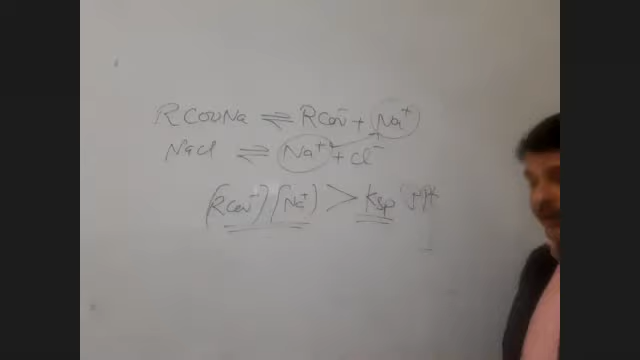 RCOONa ⇌ RCOO⁻ + Na⁺
NaCl ⇌ Na⁺ + Cl⁻
[RCOO⁻] [Na⁺] > Ksp